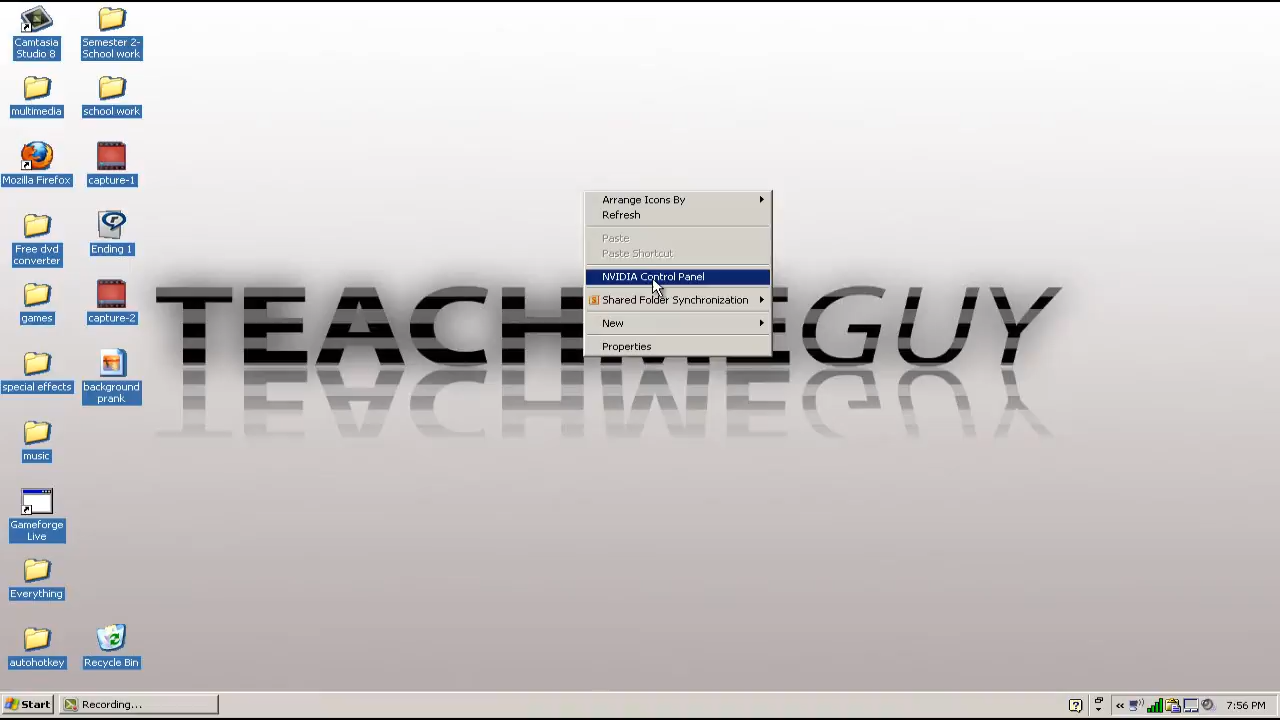 Camtasia
Studio 8
Semester 2-
School work
multimedia
school work
Mozilla Firefox
capture-1
Free dvd
converter
Ending 1
games
capture-2
special effects
background
prank
music
Gameforge
Live
Everything
autohotkey
Recycle Bin
TEACHMEGUY
Arrange Icons By
Refresh
Paste
Paste Shortcut
NVIDIA Control Panel
Shared Folder Synchronization
New
Properties
Start
Recording...
7:56 PM